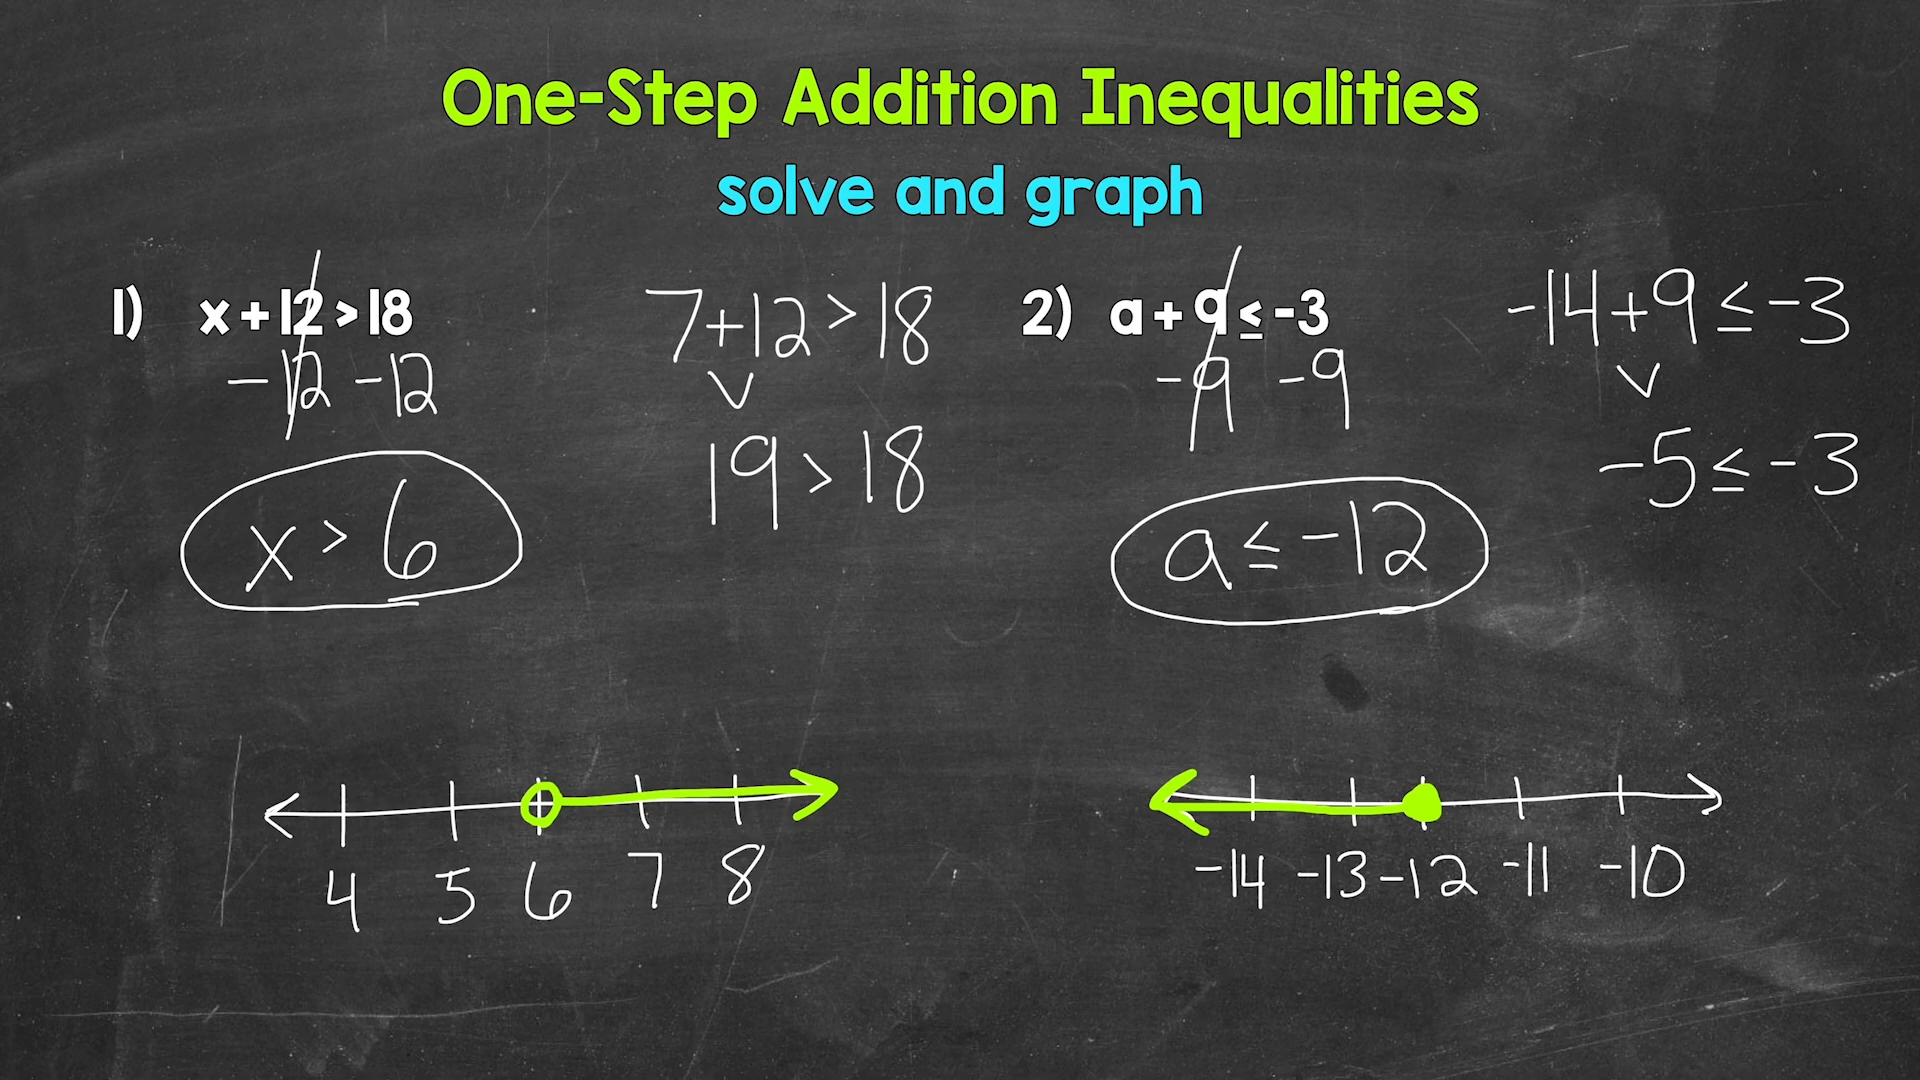 One-Step Addition Inequalities
solve and graph
1) x + 12 > 18
- 12 - 12
x > 6
7 + 12 > 18
19 > 18
4 5 6 7 8
2) a + 9 ≤ -3
- 9 - 9
a ≤ -12
-14 + 9 ≤ -3
-5 ≤ -3
-14 -13 -12 -11 -10